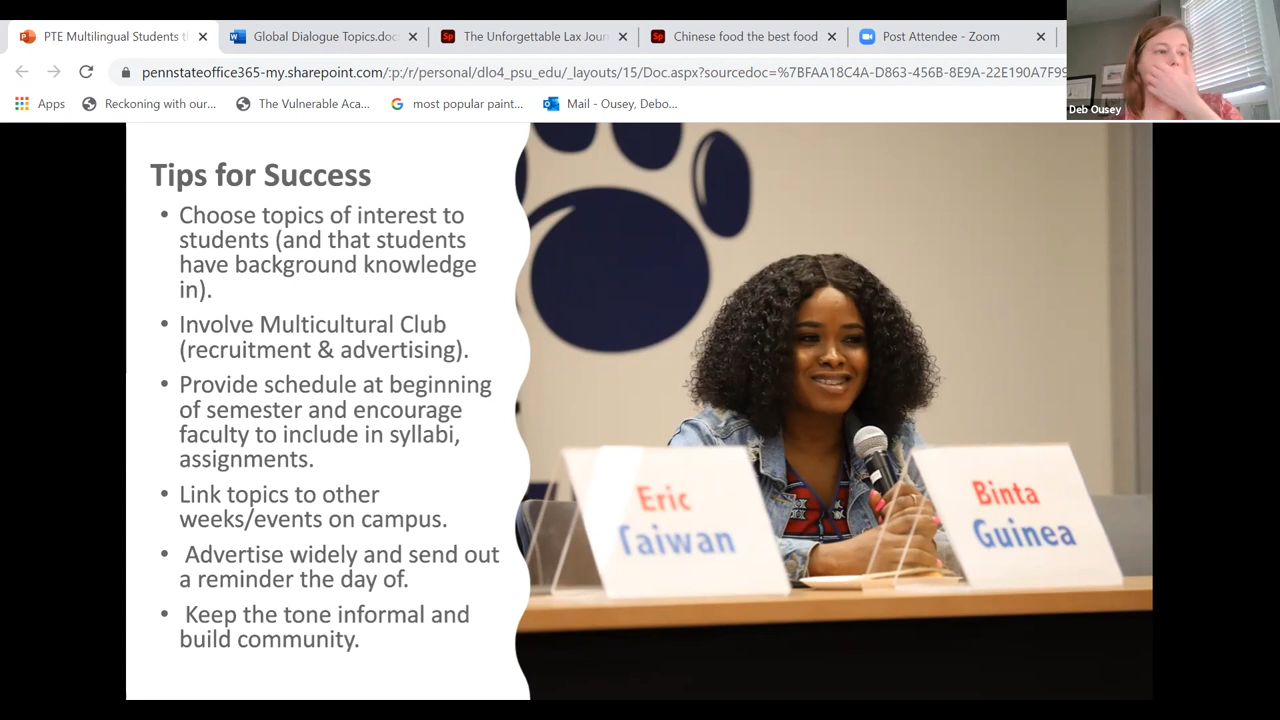 PTE Multilingual Students t
Global Dialogue Topics.doc
The Unforgettable Lax Jour
Chinese food the best food
Post Attendee - Zoom
pennstateoffice365-my.sharepoint.com/:p:/r/personal/dlo4_psu_edu/_layouts/15/Doc.aspx?sourcedoc=%7BFAA18C4A-D863-456B-8E9A-22E190A7F99
Apps
Reckoning with our...
The Vulnerable Aca...
most popular paint...
Mail - Ousey, Debo...
Deb Ousey
Tips for Success
• Choose topics of interest to
students (and that students
have background knowledge
in).
• Involve Multicultural Club
(recruitment & advertising).
• Provide schedule at beginning
of semester and encourage
faculty to include in syllabi,
assignments.
• Link topics to other
weeks/events on campus.
• Advertise widely and send out
a reminder the day of.
• Keep the tone informal and
build community.
Eric
Taiwan
Binta
Guinea